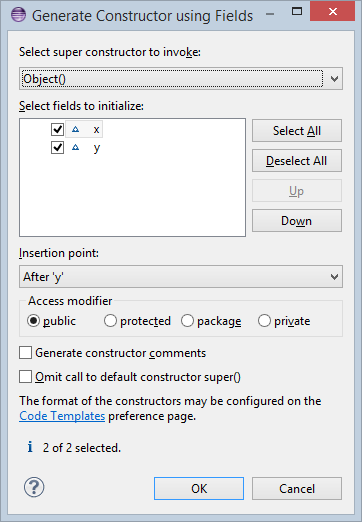 Generate Constructor using Fields
Select super constructor to invoke:
Object()
Select fields to initialize:
x
y
Select All
Deselect All
Up
Down
Insertion point:
After 'y'
Access modifier
public protected package private
Generate constructor comments
Omit call to default constructor super()
The format of the constructors may be configured on the
Code Templates preference page.
i 2 of 2 selected.
? OK Cancel